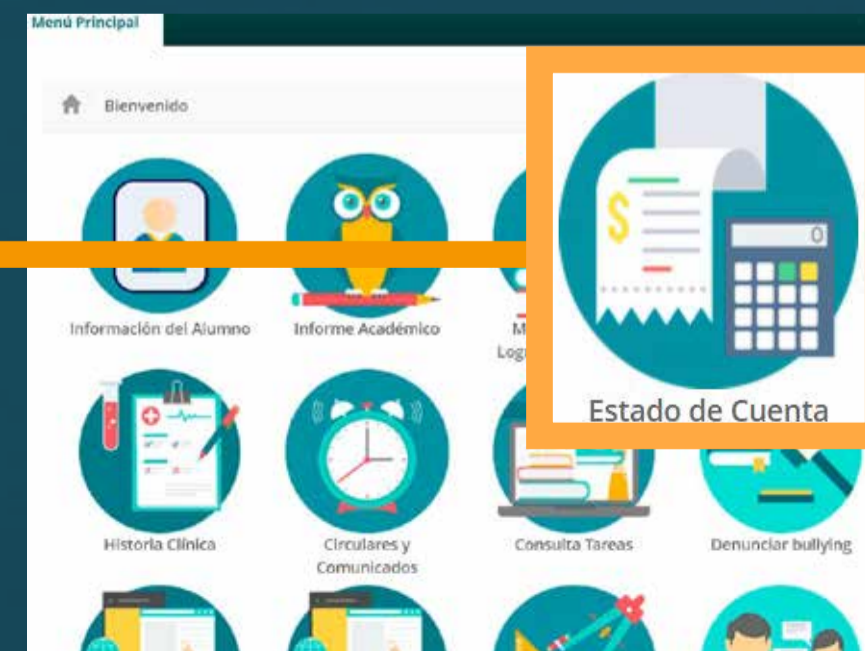 Menú Principal
Bienvenido
Información del Alumno
Informe Académico
$
0
Estado de Cuenta
Historia Clínica
Circulares y
Comunicados
Consulta Tareas
Denunciar bullying